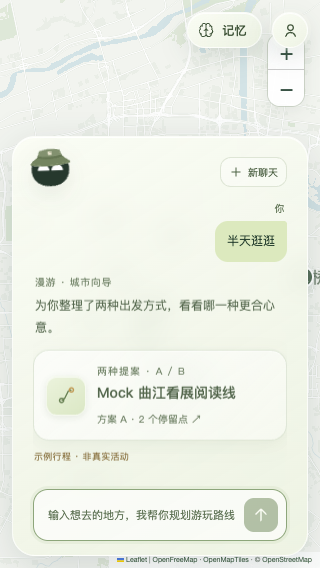 记忆
+
−
+ 新聊天
你
半天逛逛
漫游 · 城市向导
为你整理了两种出发方式，看看哪一种更合心
意。
两种提案 · A / B
Mock 曲江看展阅读线
方案 A · 2 个停留点 ↗
示例行程 · 非真实活动
输入想去的地方，我帮你规划游玩路线
Leaflet | OpenFreeMap · OpenMapTiles · © OpenStreetMap